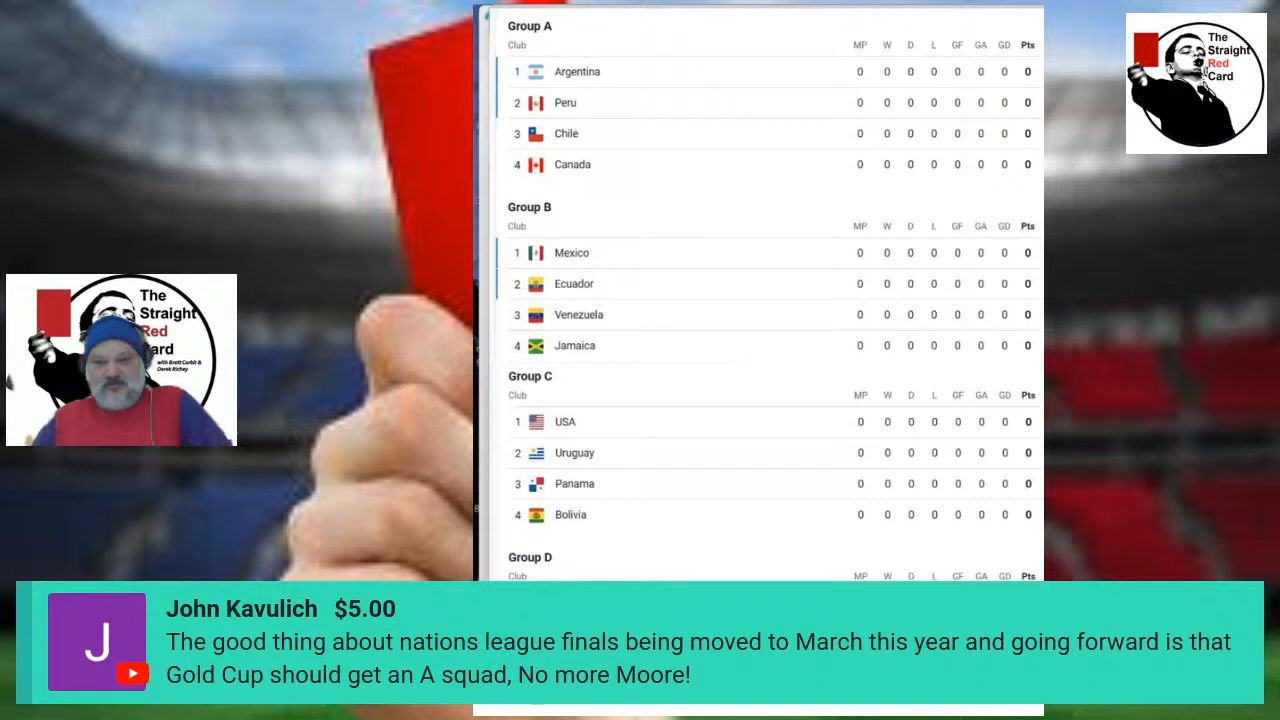 Group A
Club MP W D L GF GA GD Pts
1 Argentina 0 0 0 0 0 0 0 0
2 Peru 0 0 0 0 0 0 0 0
3 Chile 0 0 0 0 0 0 0 0
4 Canada 0 0 0 0 0 0 0 0
Group B
Club MP W D L GF GA GD Pts
1 Mexico 0 0 0 0 0 0 0 0
2 Ecuador 0 0 0 0 0 0 0 0
3 Venezuela 0 0 0 0 0 0 0 0
4 Jamaica 0 0 0 0 0 0 0 0
Group C
Club MP W D L GF GA GD Pts
1 USA 0 0 0 0 0 0 0 0
2 Uruguay 0 0 0 0 0 0 0 0
3 Panama 0 0 0 0 0 0 0 0
4 Bolivia 0 0 0 0 0 0 0 0
Group D
Club MP W D L GF GA GD Pts
The
Straight
Red
Card
The
Straight
Red
ard
with Brett Corbit &
Derek Richey
J
John Kavulich $5.00
The good thing about nations league finals being moved to March this year and going forward is that
Gold Cup should get an A squad, No more Moore!